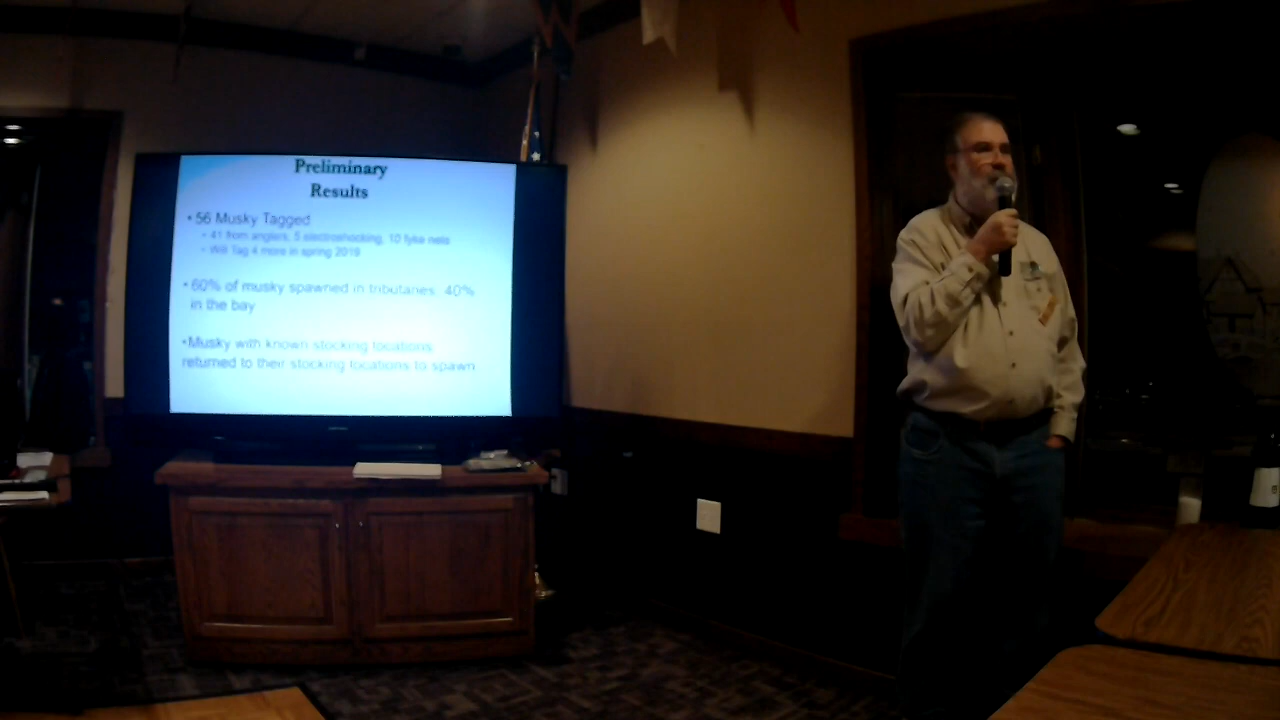 Preliminary
Results
• 56 Musky Tagged
• 41 from anglers, 5 electroshocking, 10 fyke nets
• Will Tag 4 more in spring 2019
• 60% of musky spawned in tributaries, 40%
in the bay
•Musky with known stocking locations
returned to their stocking locations to spawn